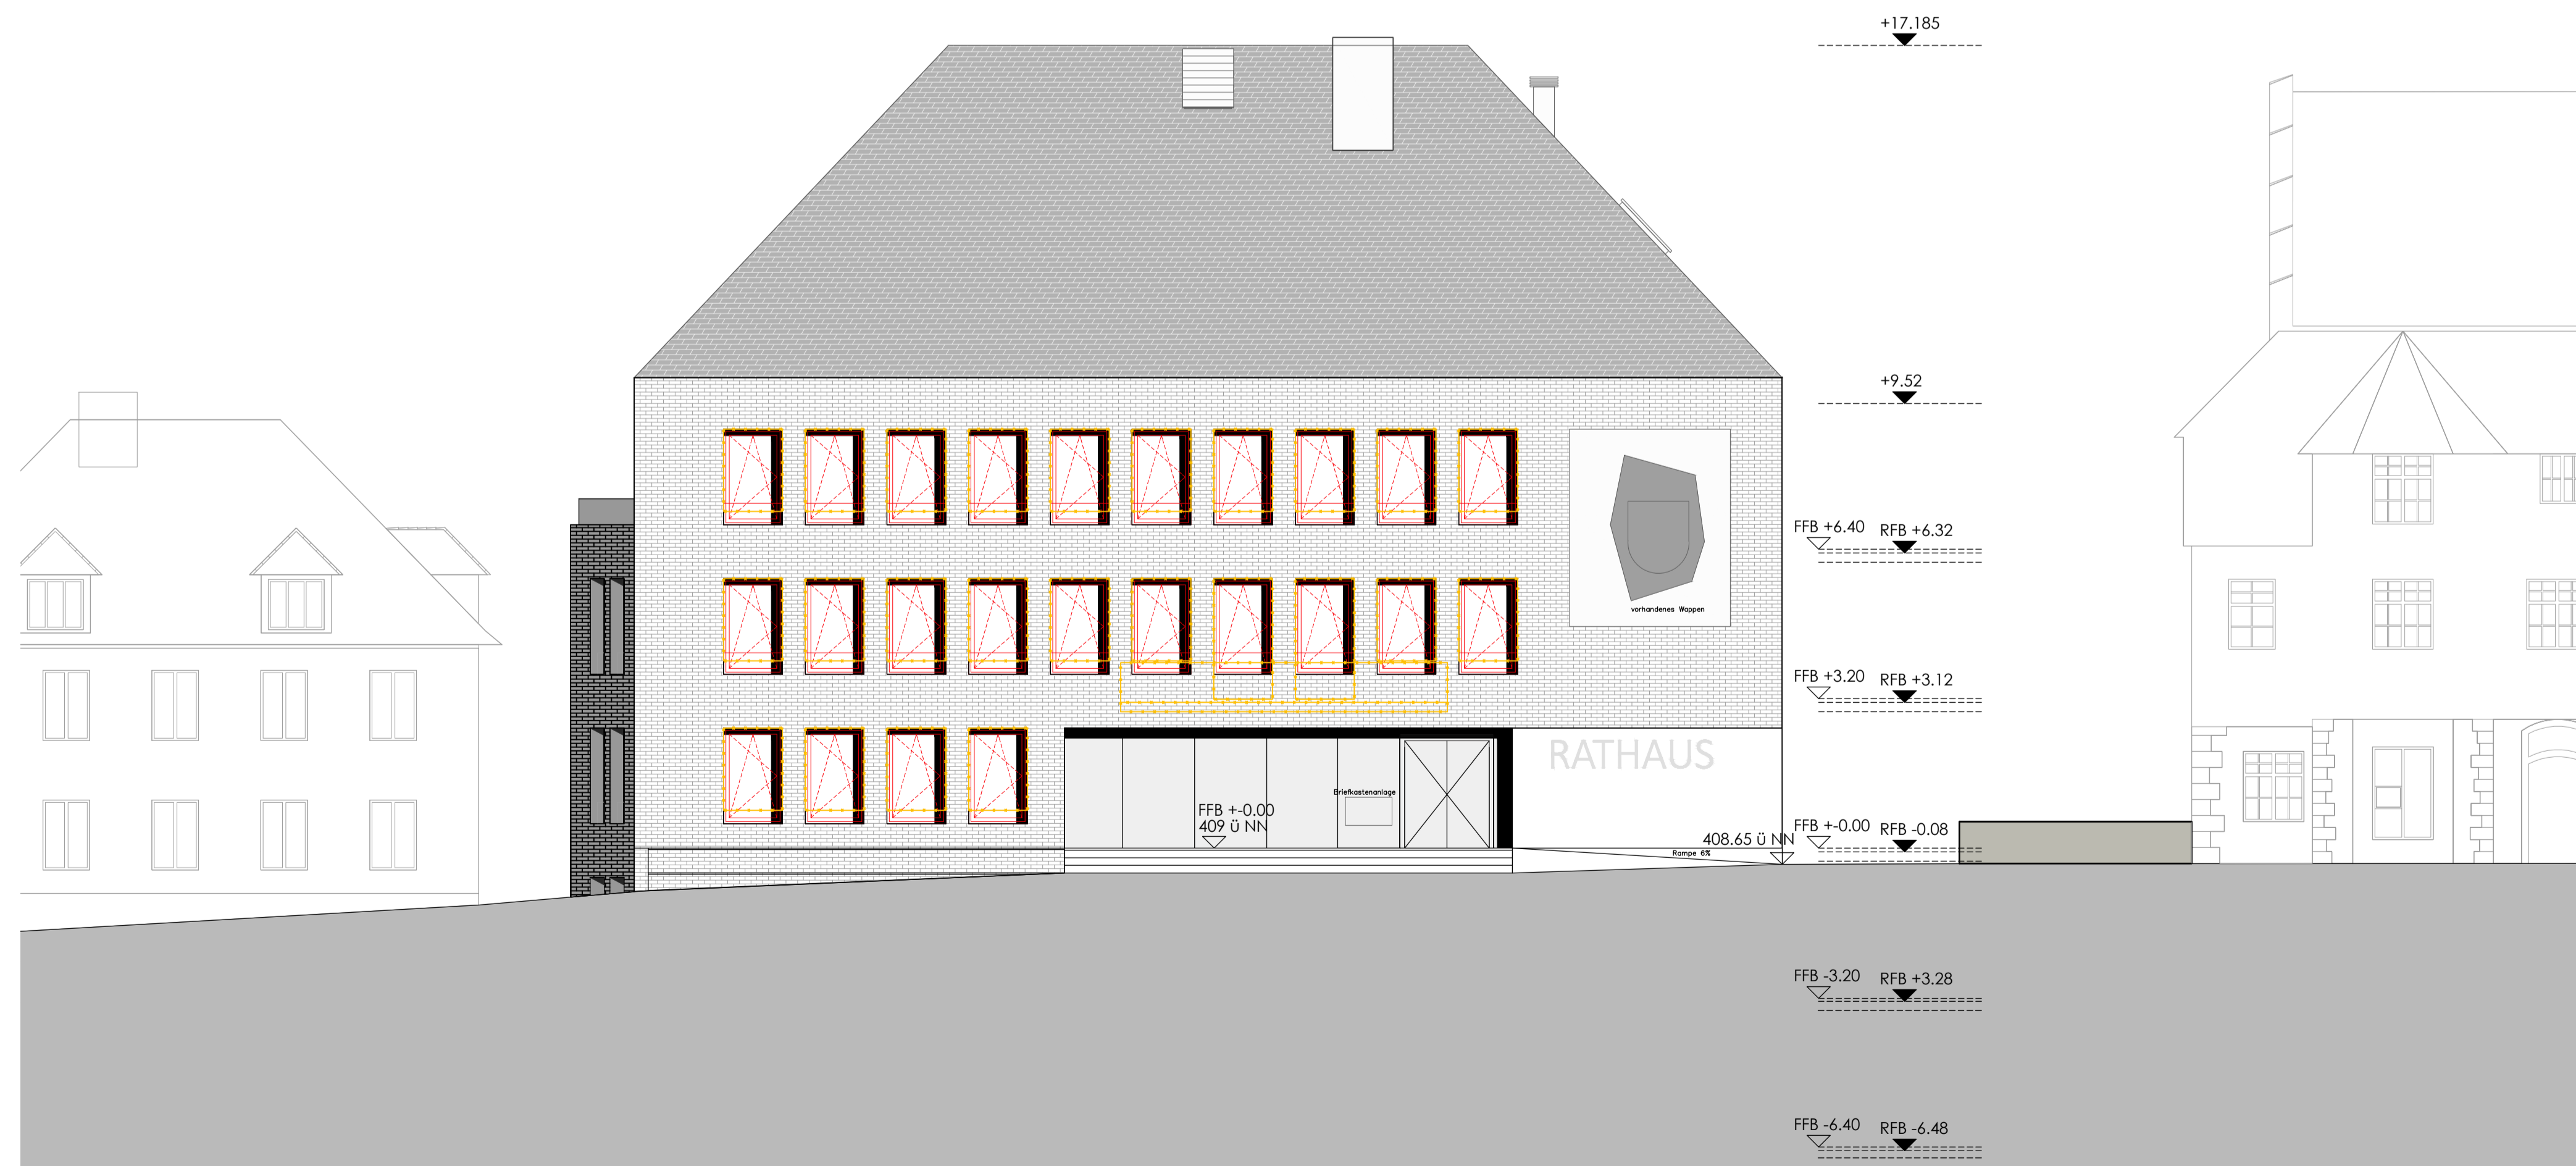 +17.185
+9.52
FFB +6.40 RFB +6.32
vorhandenes Wappen
FFB +3.20 RFB +3.12
RATHAUS
Briefkastenanlage
FFB +-0.00
409 ü NN
FFB +-0.00 RFB -0.08
408.65 ü NN
Rampe 6%
FFB -3.20 RFB +3.28
FFB -6.40 RFB -6.48